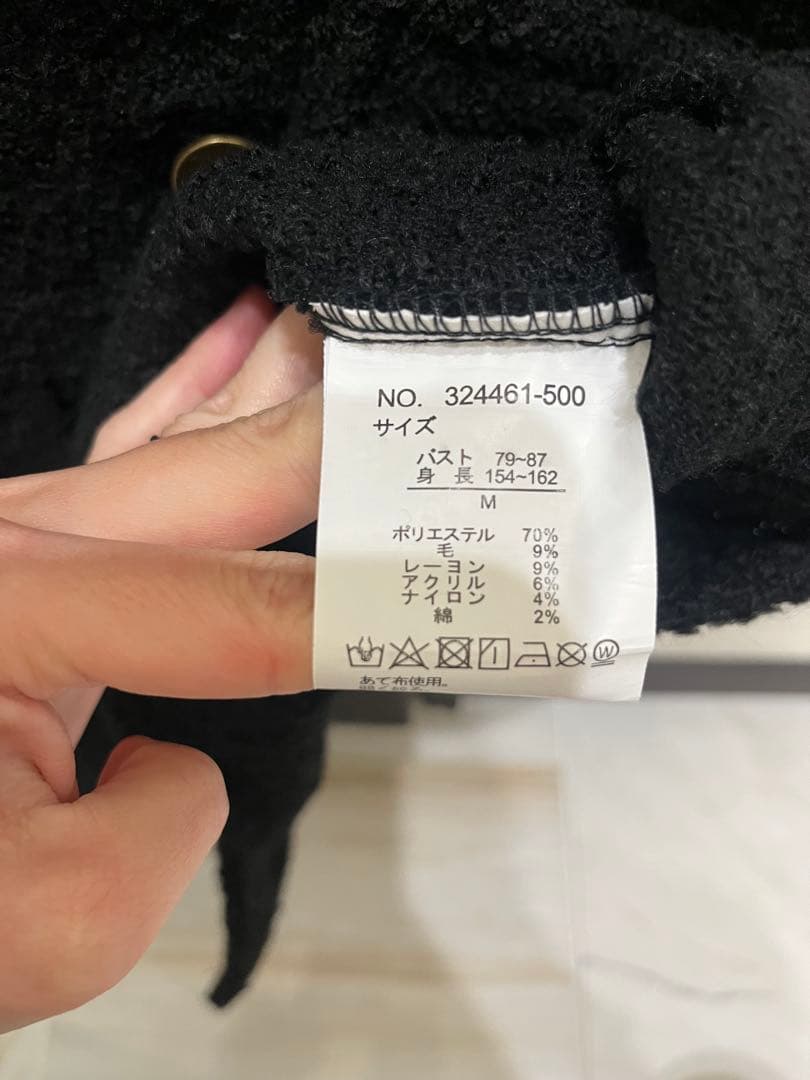 NO. 324461-500
サイズ
バスト 79~87
身 長 154~162
M
ポリエステル 70%
毛 9%
レーヨン 9%
アクリル 6%
ナイロン 4%
綿 2%
W
あて布使用。